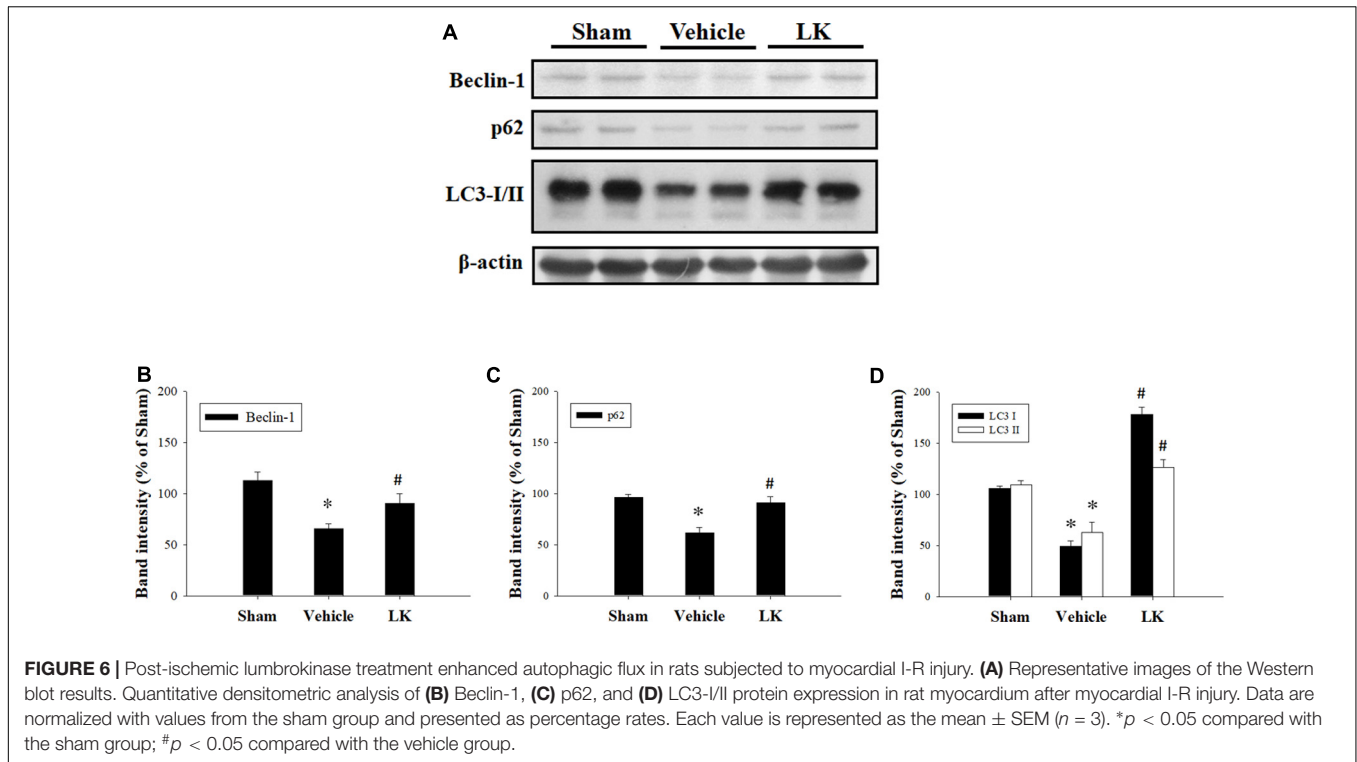 A
Sham Vehicle LK
Beclin-1
p62
LC3-I/II
β-actin
B
Band intensity (% of Sham)
200
150
100
50
0
Beclin-1
*
#
Sham Vehicle LK
C
Band intensity (% of Sham)
200
150
100
50
0
p62
*
#
Sham Vehicle LK
D
Band intensity (% of Sham)
200
150
100
50
0
LC3 I
LC3 II
* *
#
#
Sham Vehicle LK
FIGURE 6 | Post-ischemic lumbrokinase treatment enhanced autophagic flux in rats subjected to myocardial I-R injury. (A) Representative images of the Western
blot results. Quantitative densitometric analysis of (B) Beclin-1, (C) p62, and (D) LC3-I/II protein expression in rat myocardium after myocardial I-R injury. Data are
normalized with values from the sham group and presented as percentage rates. Each value is represented as the mean ± SEM (n = 3). *p < 0.05 compared with
the sham group; #p < 0.05 compared with the vehicle group.